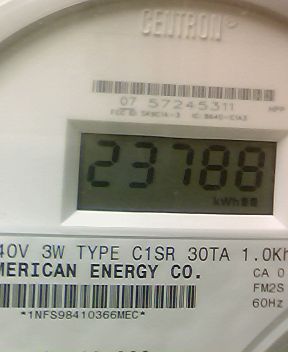 CENTRON
07 57245311
23788
kWh
40V 3W TYPE C1SR 30TA 1.0Kh
MERICAN ENERGY CO.
CA 0
FM2S
60Hz
*1NFS98410366MEC*